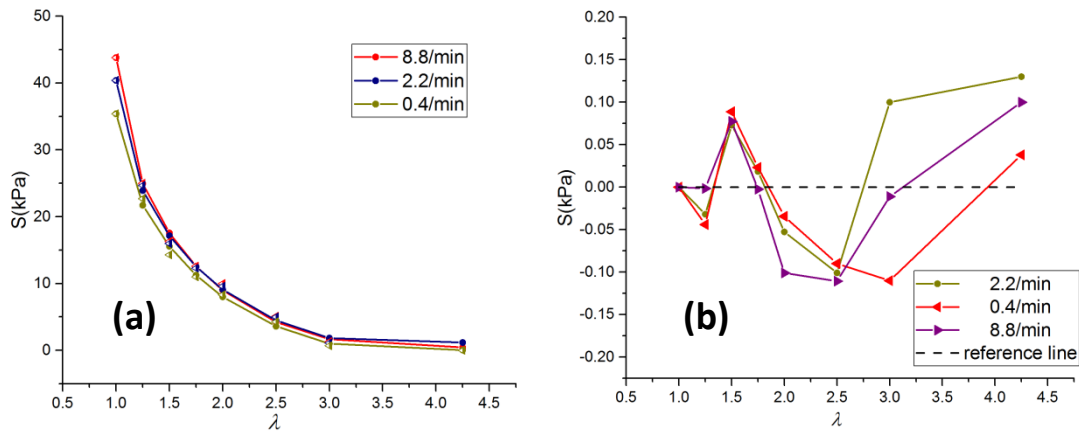 50
40
30
20
10
0
S(kPa)
8.8/min
2.2/min
0.4/min
(a)
0.5 1.0 1.5 2.0 2.5 3.0 3.5 4.0 4.5
λ
0.20
0.15
0.10
0.05
0.00
-0.05
-0.10
-0.15
-0.20
S(kPa)
(b)
2.2/min
0.4/min
8.8/min
reference line
0.5 1.0 1.5 2.0 2.5 3.0 3.5 4.0 4.5
λ